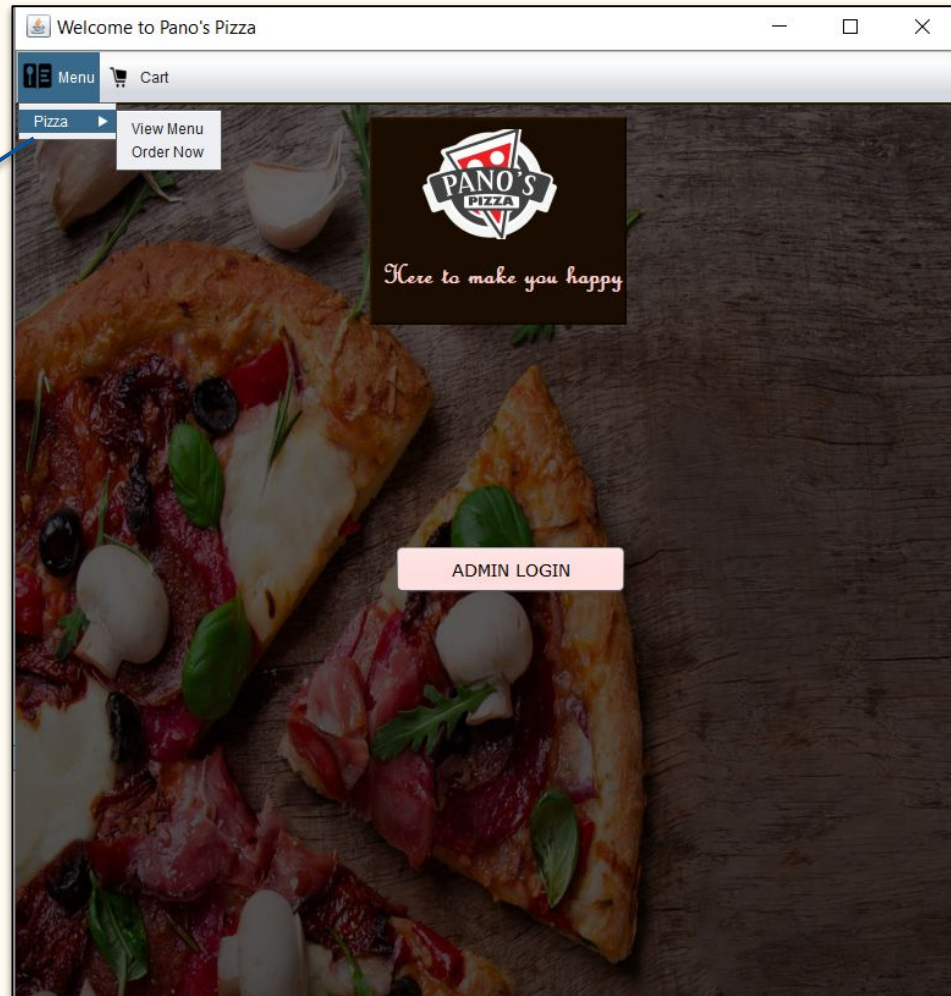 Welcome to Pano's Pizza
Menu Cart
Pizza
View Menu
Order Now
PANO'S
PIZZA
Here to make you happy
ADMIN LOGIN